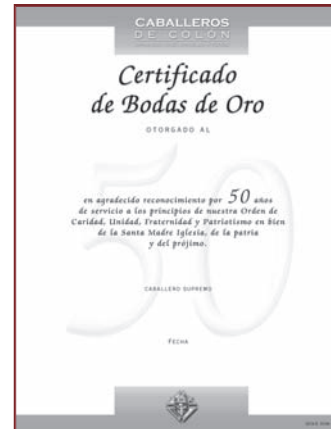 CABALLEROS
DE COLÓN
Certificado
de Bodas de Oro
OTORGADO AL
50
en agradecido reconocimiento por 50 años
de servicio a los principios de nuestra Orden de
Caridad, Unidad, Fraternidad y Patriotismo en bien
de la Santa Madre Iglesia, de la patria
y del prójimo.
CABALLERO SUPREMO
FECHA